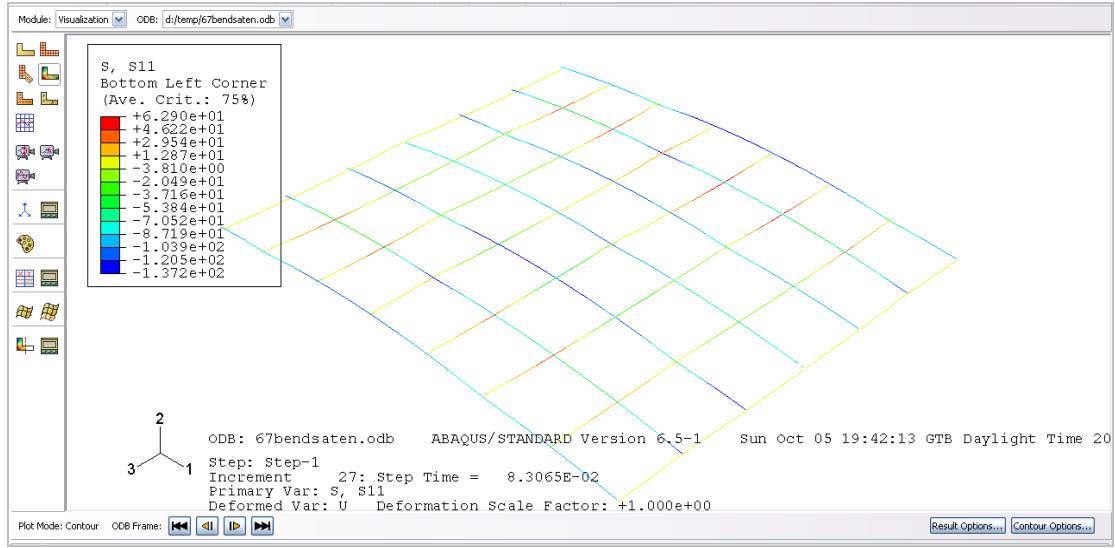 Module: Visualization ODB: d:/temp/67bendsaten.odb
S, S11
Bottom Left Corner
(Ave. Crit.: 75%)
+6.290e+01
+4.622e+01
+2.954e+01
+1.287e+01
-3.810e+00
-2.049e+01
-3.716e+01
-5.384e+01
-7.052e+01
-8.719e+01
-1.039e+02
-1.205e+02
-1.372e+02
2
3 1
ODB: 67bendsaten.odb ABAQUS/STANDARD Version 6.5-1 Sun Oct 05 19:42:13 GTB Daylight Time 20
Step: Step-1
Increment 27: Step Time = 8.3065E-02
Primary Var: S, S11
Deformed Var: U Deformation Scale Factor: +1.000e+00
Plot Mode: Contour ODB Frame: Result Options... Contour Options...